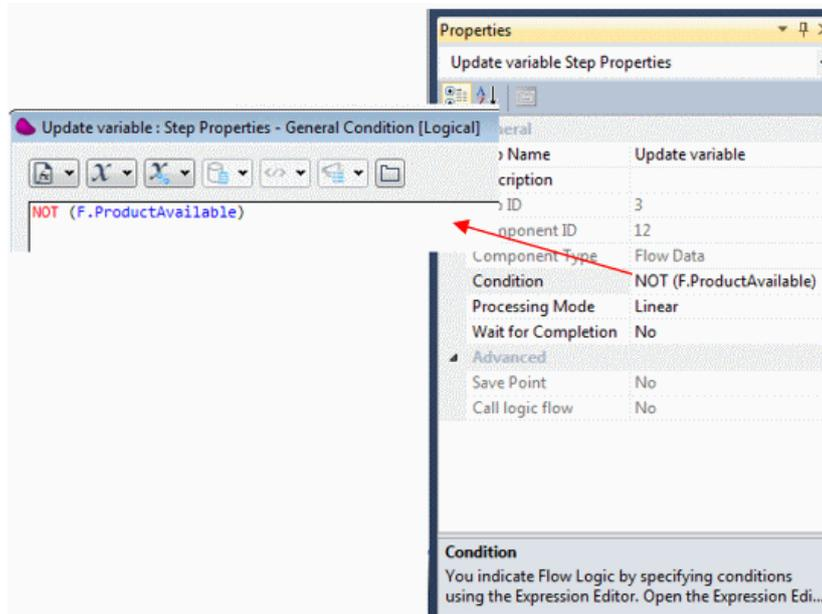 Properties
Update variable Step Properties
Update variable : Step Properties - General Condition [Logical]
NOT (F.ProductAvailable)
Name Update variable
ID 3
Component ID 12
Component Type Flow Data
Condition NOT (F.ProductAvailable)
Processing Mode Linear
Wait for Completion No
Advanced
Save Point No
Call logic flow No
Condition
You indicate Flow Logic by specifying conditions
using the Expression Editor. Open the Expression Edi...